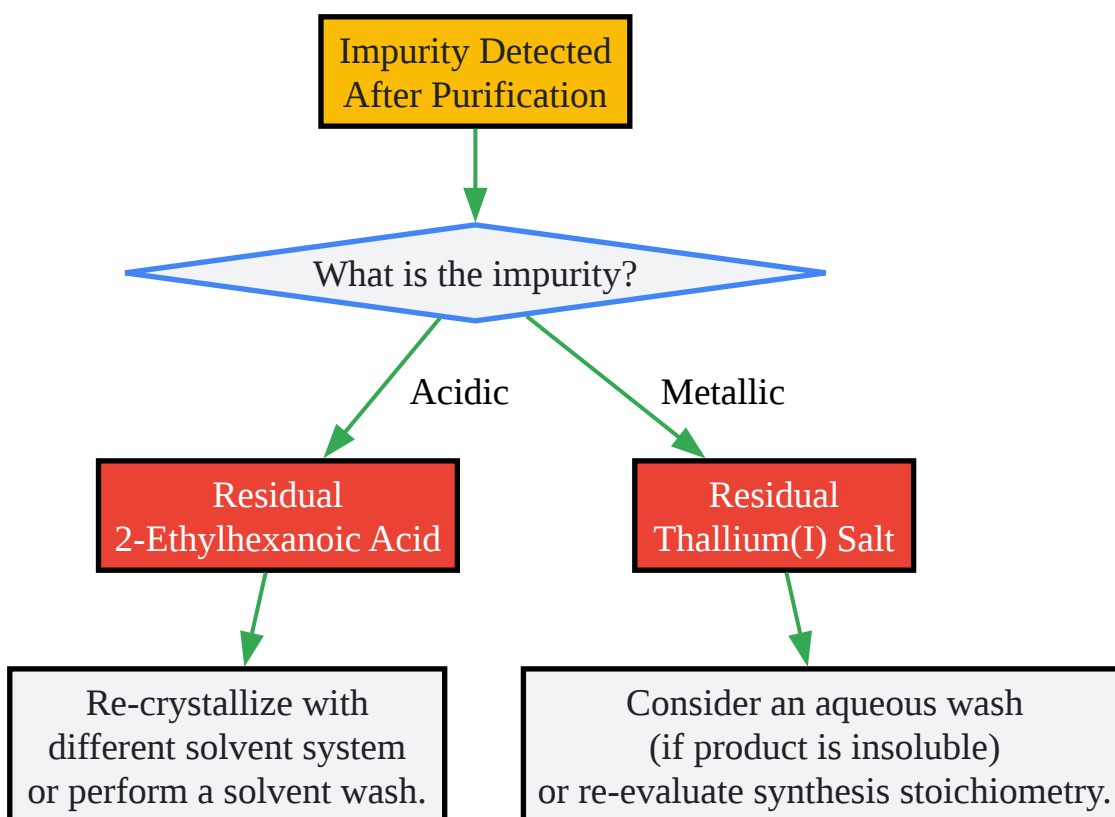 Impurity Detected
After Purification
What is the impurity?
Acidic
Metallic
Residual
2-Ethylhexanoic Acid
Residual
Thallium(I) Salt
Re-crystallize with
different solvent system
or perform a solvent wash.
Consider an aqueous wash
(if product is insoluble)
or re-evaluate synthesis stoichiometry.